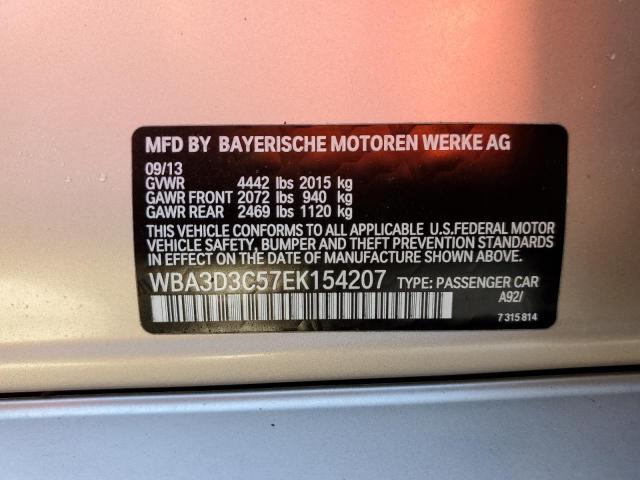 MFD BY BAYERISCHE MOTOREN WERKE AG
09/13
GVWR 4442 lbs 2015 kg
GAWR FRONT 2072 lbs 940 kg
GAWR REAR 2469 lbs 1120 kg
THIS VEHICLE CONFORMS TO ALL APPLICABLE U.S.FEDERAL MOTOR
VEHICLE SAFETY, BUMPER AND THEFT PREVENTION STANDARDS
IN EFFECT ON THE DATE OF MANUFACTURE SHOWN ABOVE.
WBA3D3C57EK154207 TYPE: PASSENGER CAR
A92/
7 315 814